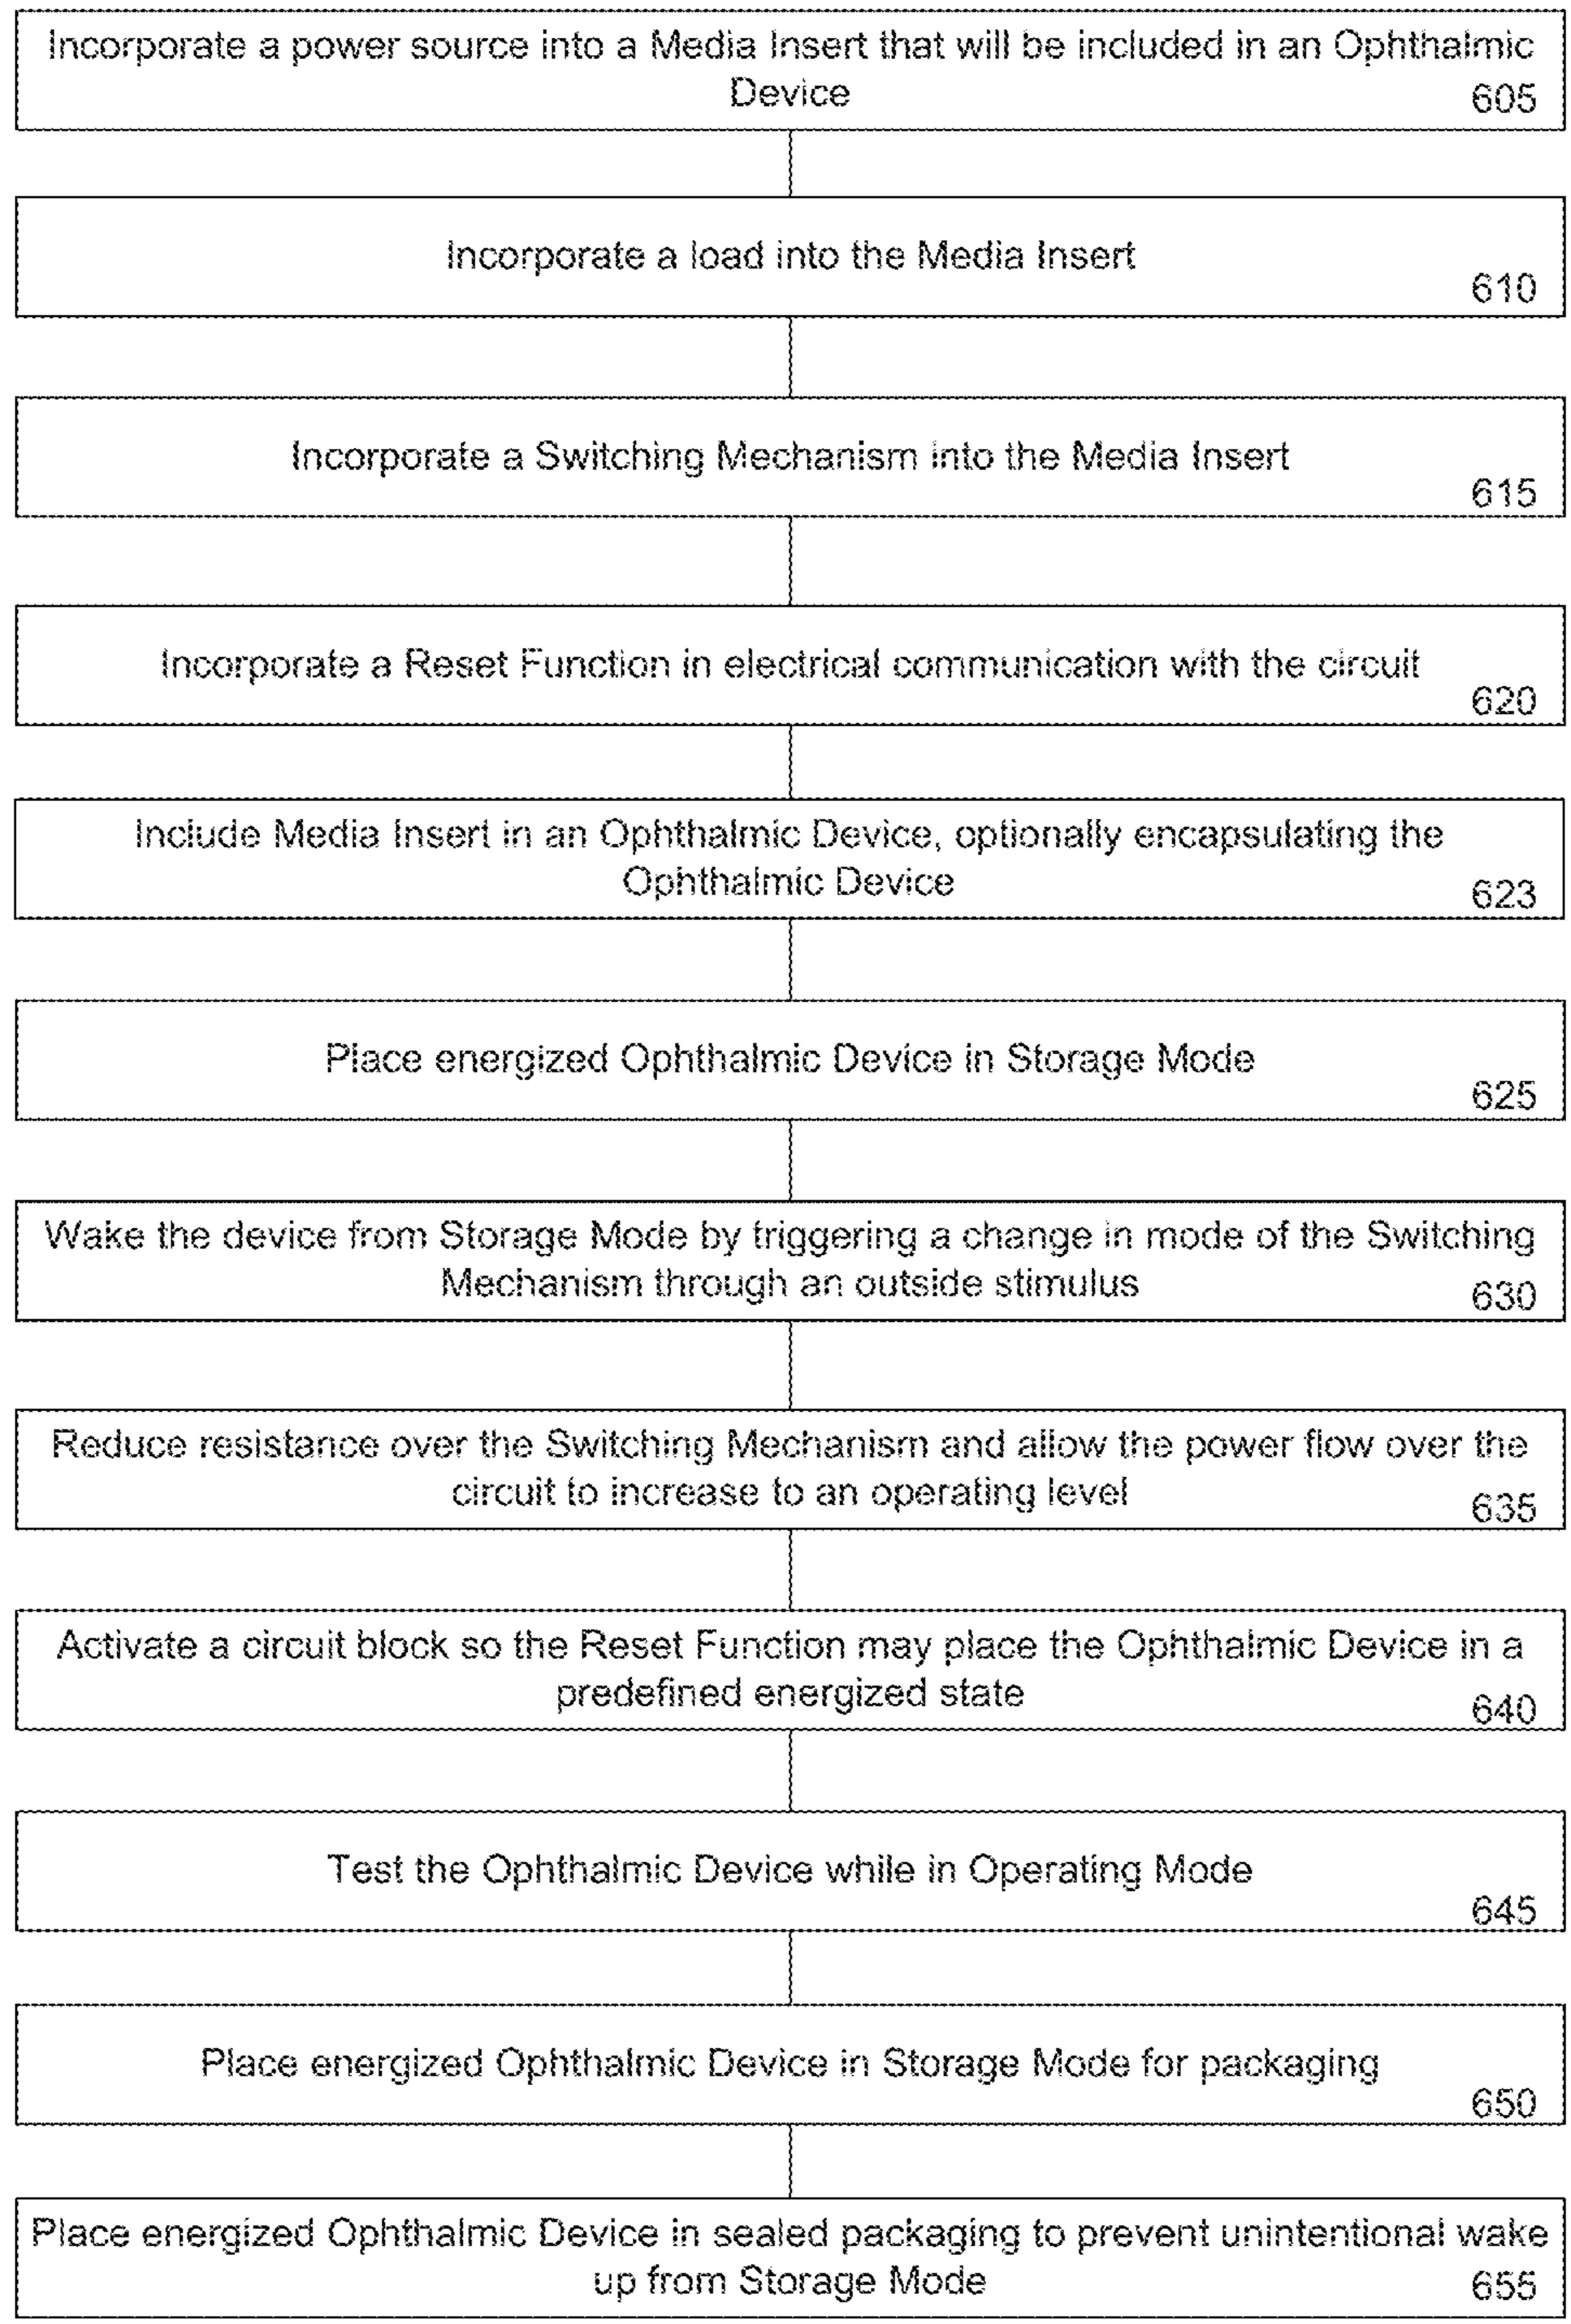 Incorporate a power source into a Media Insert that will be included in an Ophthalmic
Device
605
Incorporate a load into the Media Insert
610
Incorporate a Switching Mechanism into the Media Insert
615
Incorporate a Reset Function in electrical communication with the circuit
620
Include Media Insert in an Ophthalmic Device, optionally encapsulating the
Ophthalmic Device
623
Place energized Ophthalmic Device in Storage Mode
625
Wake the device from Storage Mode by triggering a change in mode of the Switching
Mechanism through an outside stimulus
630
Reduce resistance over the Switching Mechanism and allow the power flow over the
circuit to increase to an operating level
635
Activate a circuit block so the Reset Function may place the Ophthalmic Device in a
predefined energized state
640
Test the Ophthalmic Device while in Operating Mode
645
Place energized Ophthalmic Device in Storage Mode for packaging
650
Place energized Ophthalmic Device in sealed packaging to prevent unintentional wake
up from Storage Mode
655